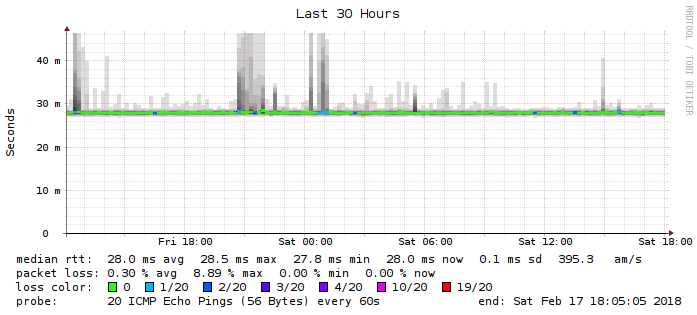 Last 30 Hours
RRDTOOL / TOBI OETIKER
Seconds
40 m
30 m
20 m
10 m
0
Fri 18:00 Sat 00:00 Sat 06:00 Sat 12:00 Sat 18:00
median rtt: 28.0 ms avg 28.5 ms max 27.8 ms min 28.0 ms now 0.1 ms sd 395.3 am/s
packet loss: 0.30 % avg 8.89 % max 0.00 % min 0.00 % now
loss color: 0 1/20 2/20 3/20 4/20 10/20 19/20
probe: 20 ICMP Echo Pings (56 Bytes) every 60s end: Sat Feb 17 18:05:05 2018